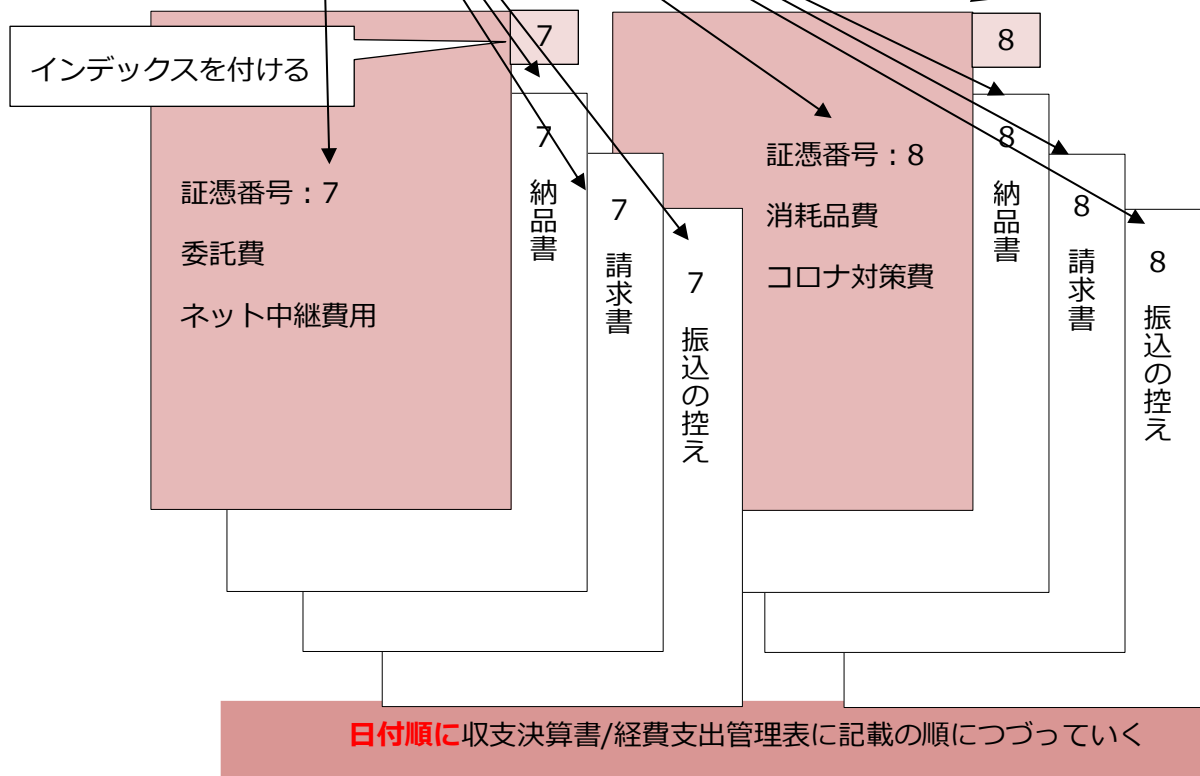 7
8
インデックスを付ける
証憑番号：7
委託費
ネット中継費用
7 納品書
7 請求書
7 振込の控え
証憑番号：8
消耗品費
コロナ対策費
8 納品書
8 請求書
8 振込の控え
日付順に収支決算書/経費支出管理表に記載の順につづっていく